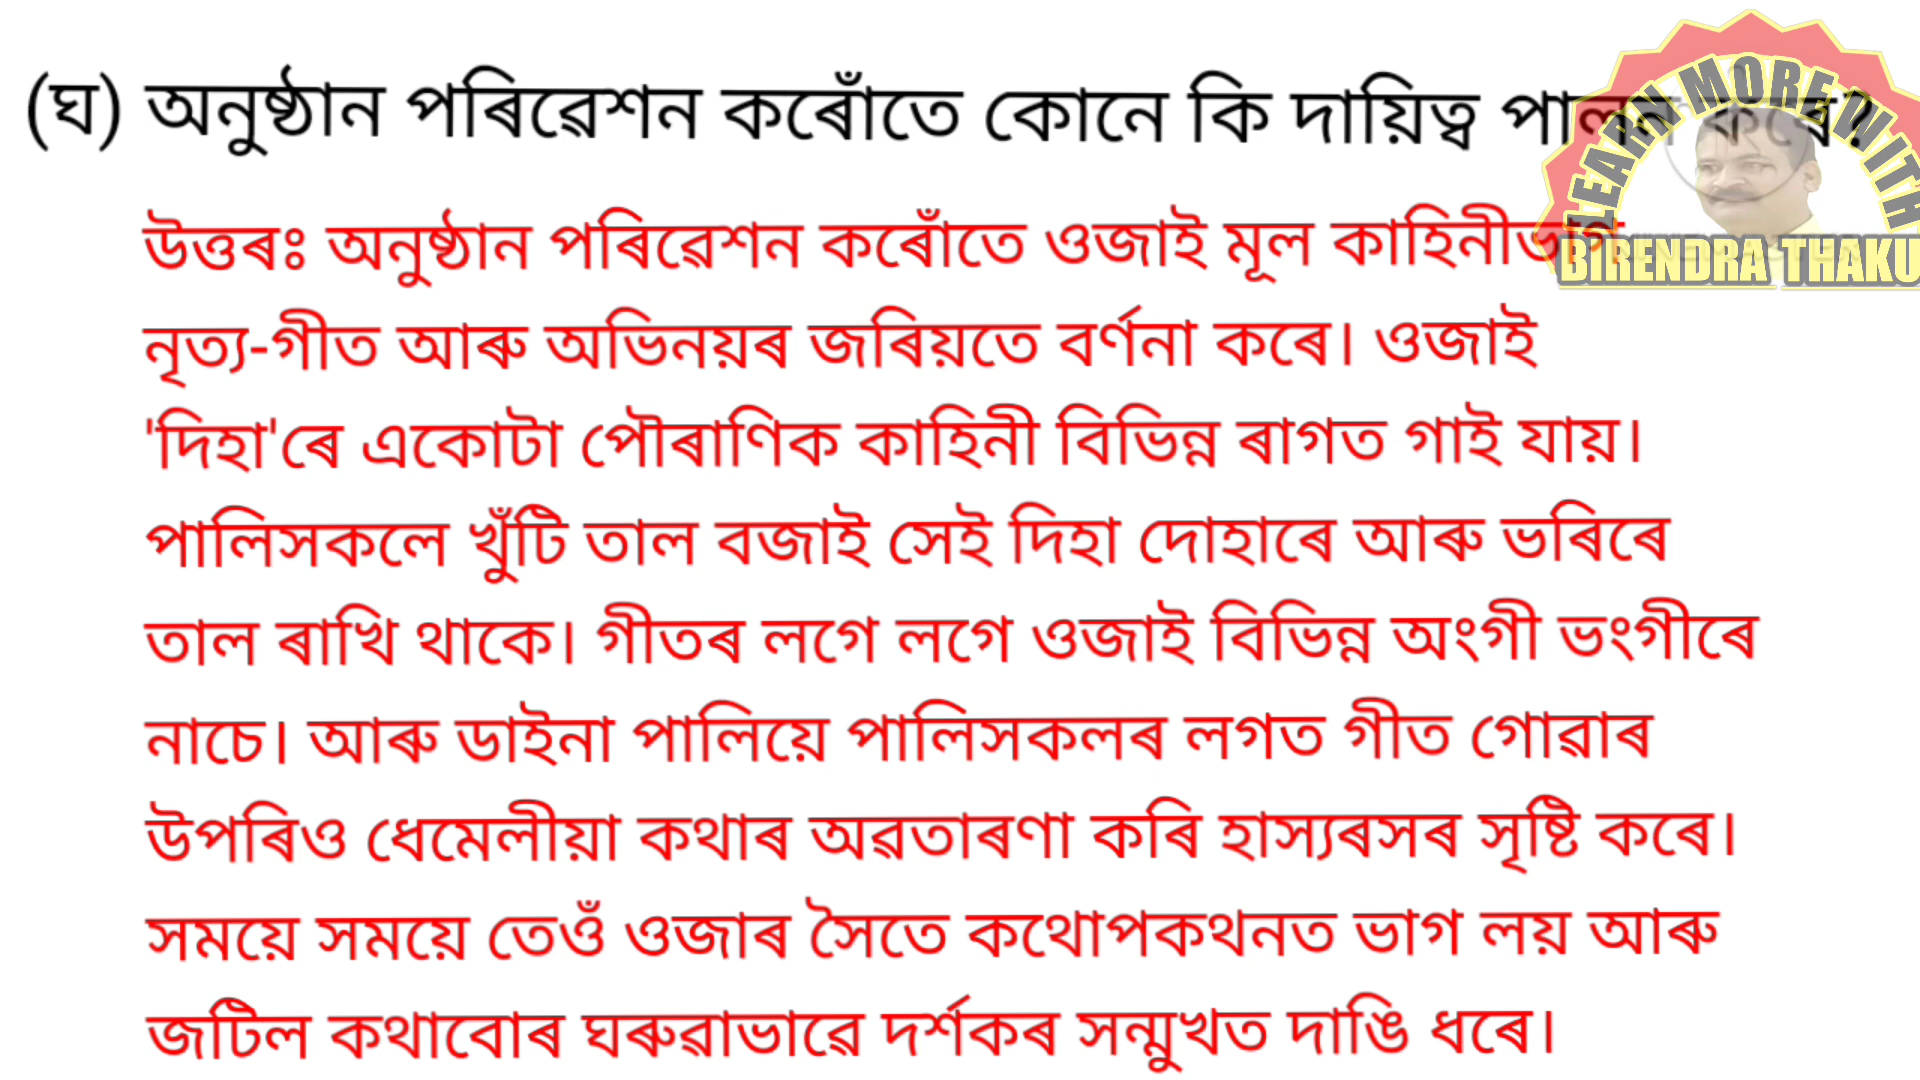 (ঘ) অনুষ্ঠান পৰিৱেশন কৰোঁতে কোনে কি দায়িত্ব পালন কৰে?
উত্তৰঃ অনুষ্ঠান পৰিৱেশন কৰোঁতে ওজাই মূল কাহিনীভাগ
নৃত্য-গীত আৰু অভিনয়ৰ জৰিয়তে বৰ্ণনা কৰে। ওজাই
'দিহা'ৰে একোটা পৌৰাণিক কাহিনী বিভিন্ন ৰাগত গাই যায়।
পালিসকলে খুঁটি তাল বজাই সেই দিহা দোহাৰে আৰু ভৰিৰে
তাল ৰাখি থাকে। গীতৰ লগে লগে ওজাই বিভিন্ন অংগী ভংগীৰে
নাচে। আৰু ডাইনা পালিয়ে পালিসকলৰ লগত গীত গোৱাৰ
উপৰিও ধেমেলীয়া কথাৰ অৱতাৰণা কৰি হাস্যৰসৰ সৃষ্টি কৰে।
সময়ে সময়ে তেওঁ ওজাৰ সৈতে কথোপকথনত ভাগ লয় আৰু
জটিল কথাবোৰ ঘৰুৱাভাৱে দৰ্শকৰ সন্মুখত দাঙি ধৰে।
LEARN MORE WITH
BIRENDRA THAKU